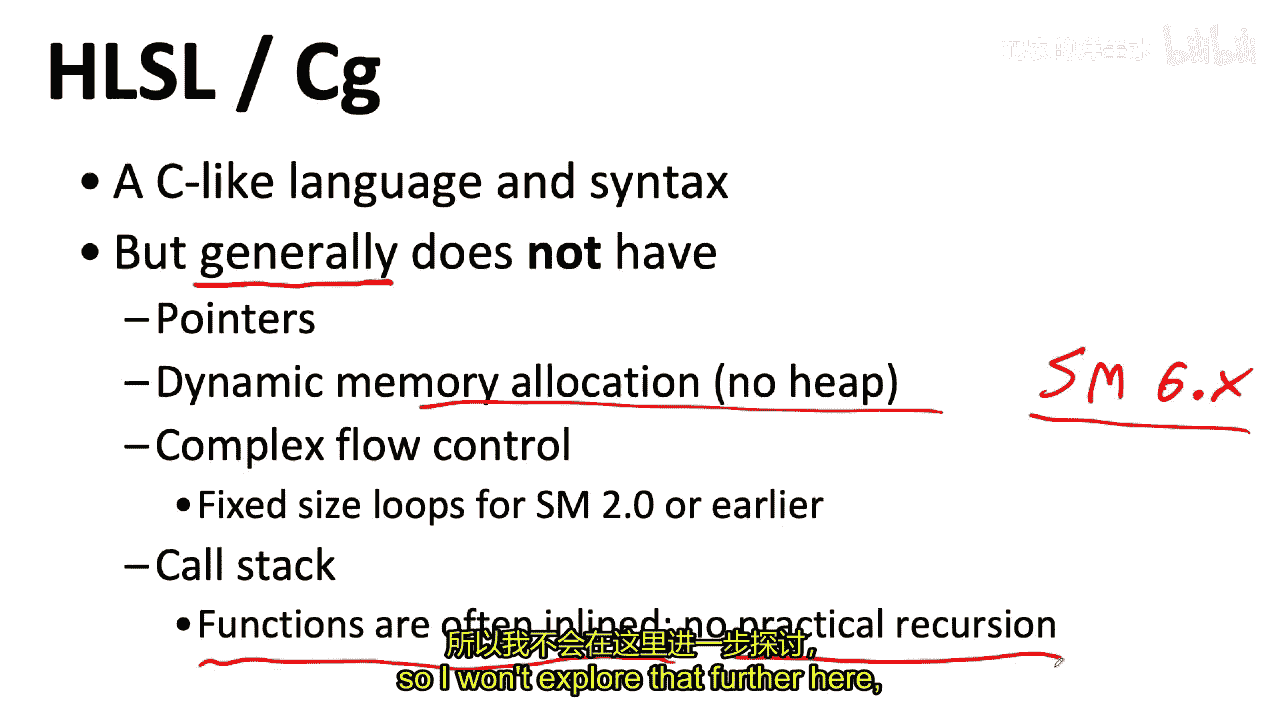 HLSL / Cg
bilibili
• A C-like language and syntax
• But generally does not have
–Pointers
–Dynamic memory allocation (no heap)
SM 6.x
–Complex flow control
•Fixed size loops for SM 2.0 or earlier
–Call stack
•Functions are often inlined; no practical recursion
所以我不会在这里进一步探讨,
so I won't explore that further here,